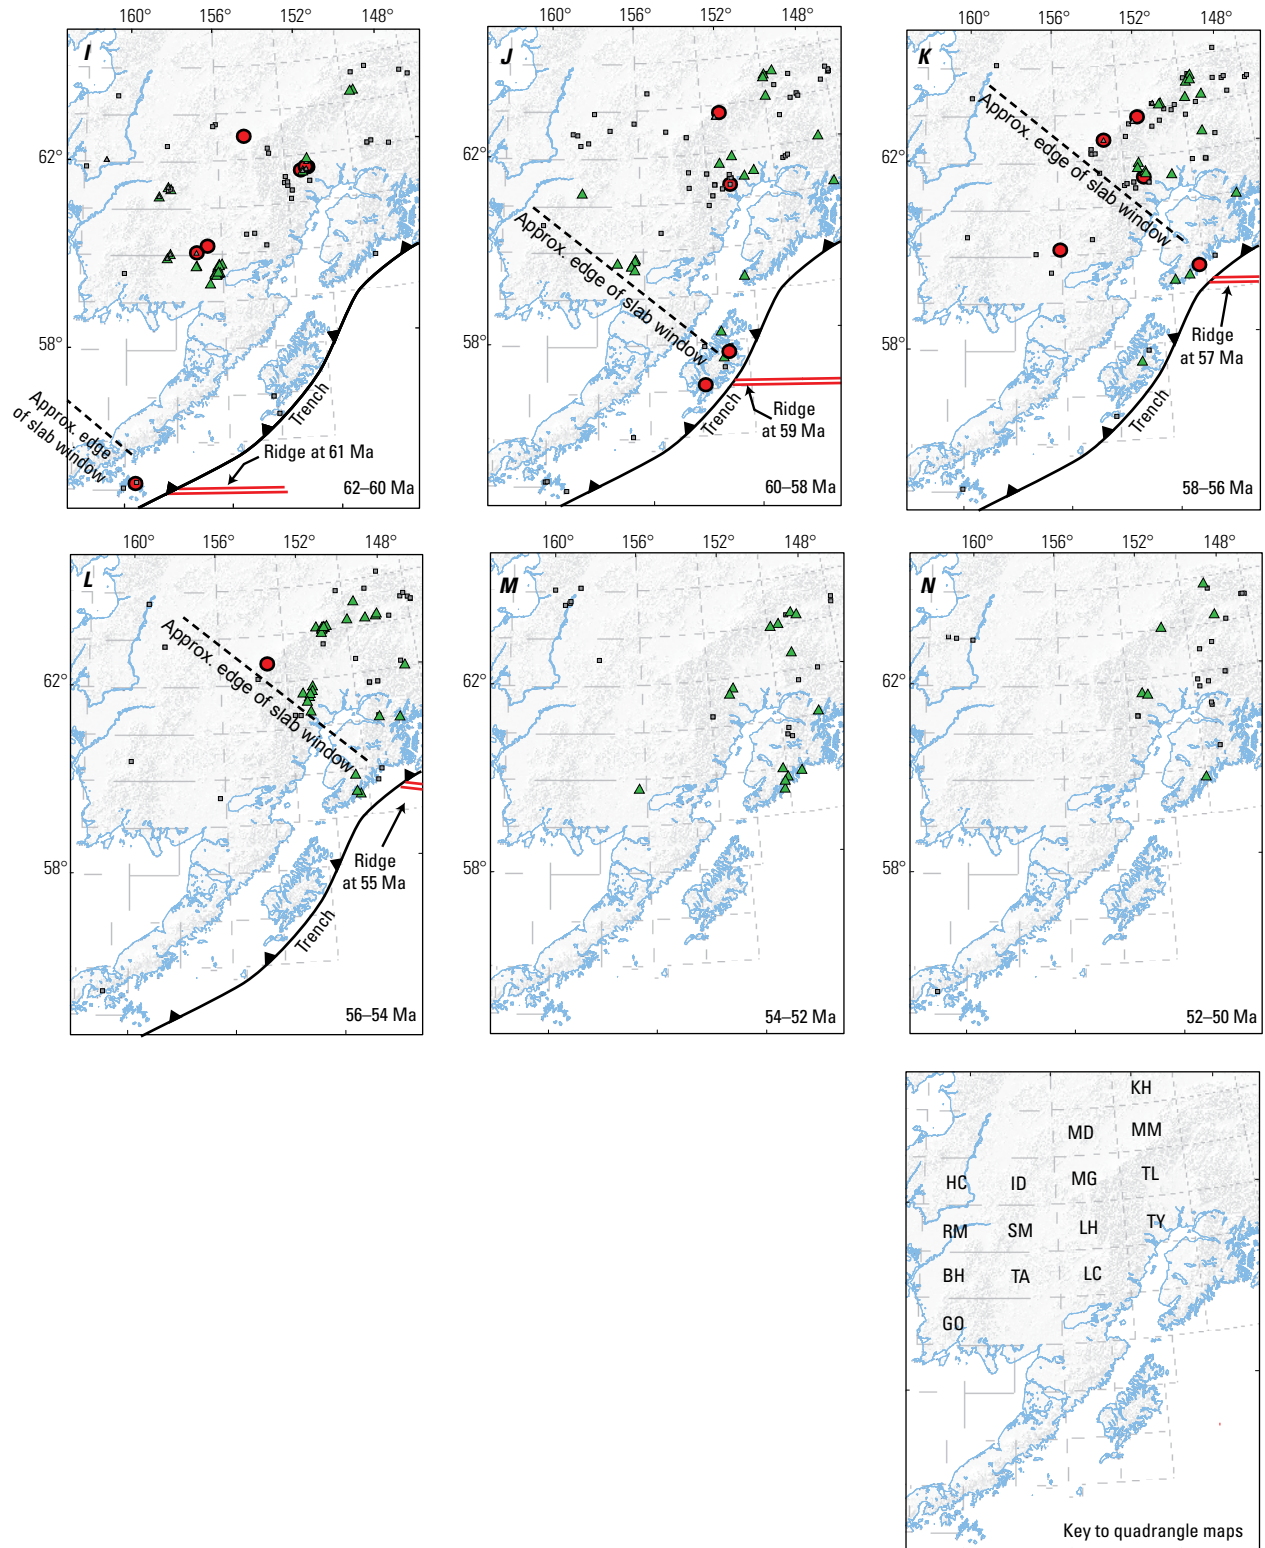 160° 156° 152° 148°
I
62°
58°
Approx. edge
of slab window
Trench
Ridge at 61 Ma
62–60 Ma
160° 156° 152° 148°
J
62°
58°
Approx. edge of slab window
Trench
Ridge
at 59 Ma
60–58 Ma
160° 156° 152° 148°
K
62°
58°
Approx. edge of slab window
Ridge
at 57 Ma
Trench
58–56 Ma
160° 156° 152° 148°
L
62°
58°
Approx. edge of slab window
Ridge
at 55 Ma
Trench
56–54 Ma
160° 156° 152° 148°
M
62°
58°
54–52 Ma
160° 156° 152° 148°
N
62°
58°
52–50 Ma
KH
MD MM
HC ID MG TL
RM SM LH TY
BH TA LC
GO
Key to quadrangle maps